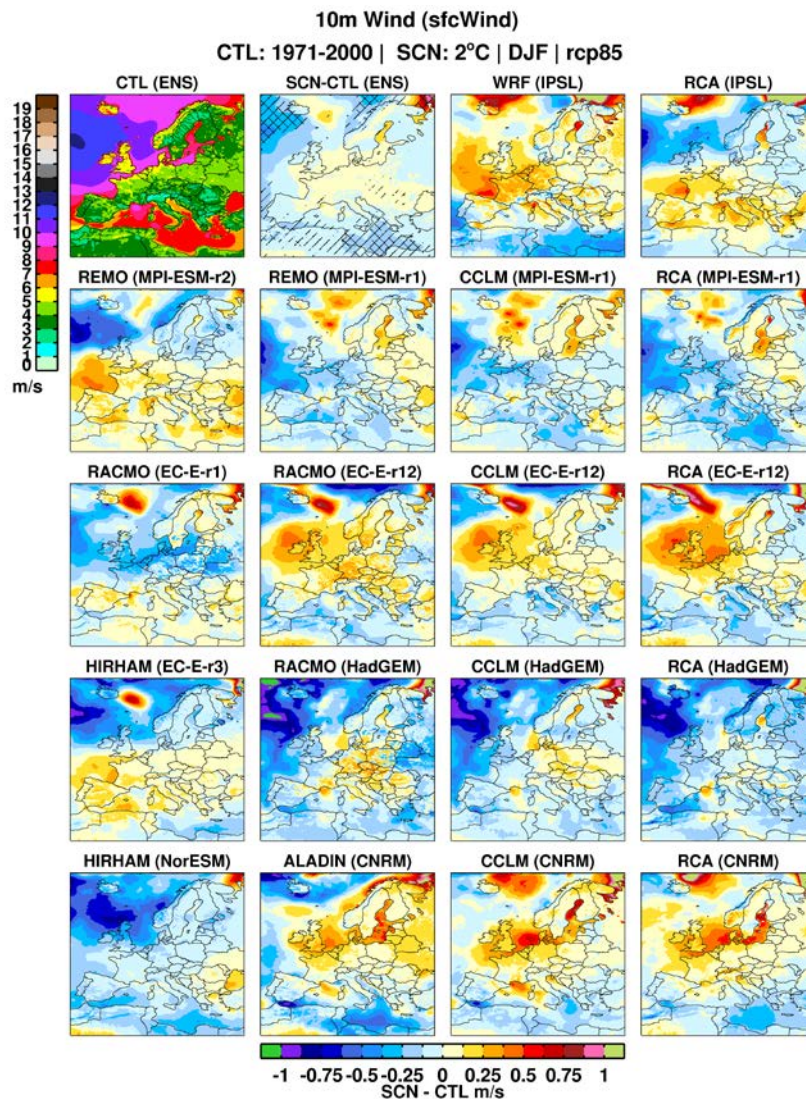 10m Wind (sfcWind)
CTL: 1971-2000 | SCN: 2°C | DJF | rcp85
CTL (ENS) SCN-CTL (ENS) WRF (IPSL) RCA (IPSL)
19
18
17
16
15
14
13
12
11
10
9
8
7
6
5
4
3
2
1
0
m/s
REMO (MPI-ESM-r2) REMO (MPI-ESM-r1) CCLM (MPI-ESM-r1) RCA (MPI-ESM-r1)
RACMO (EC-E-r1) RACMO (EC-E-r12) CCLM (EC-E-r12) RCA (EC-E-r12)
HIRHAM (EC-E-r3) RACMO (HadGEM) CCLM (HadGEM) RCA (HadGEM)
HIRHAM (NorESM) ALADIN (CNRM) CCLM (CNRM) RCA (CNRM)
-1 -0.75 -0.5 -0.25 0 0.25 0.5 0.75 1
SCN - CTL m/s